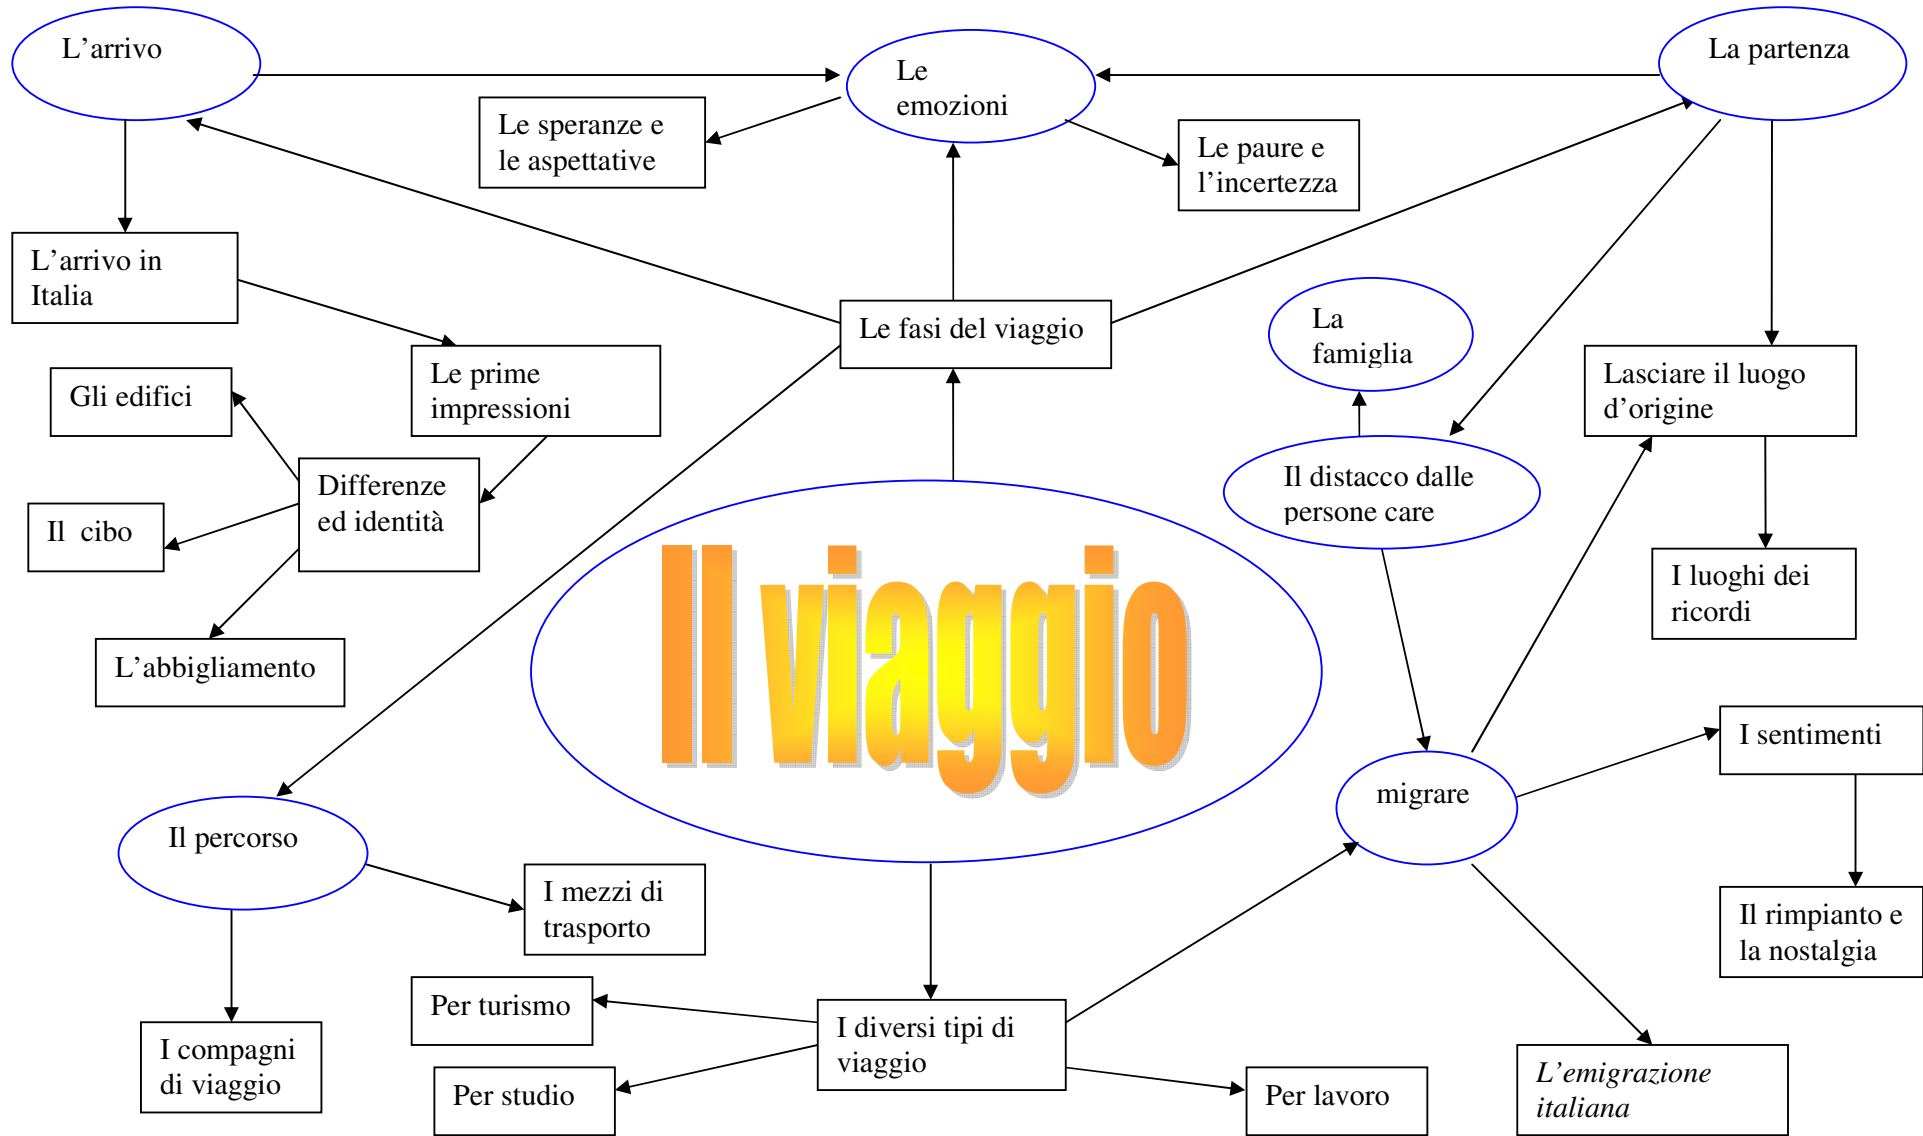 L’arrivo
Le
emozioni
La partenza
Le speranze e
le aspettative
Le paure e
l’incertezza
L’arrivo in
Italia
Le fasi del viaggio
La
famiglia
Gli edifici
Le prime
impressioni
Lasciare il luogo
d’origine
Differenze
ed identità
Il distacco dalle
persone care
Il cibo
I luoghi dei
ricordi
L’abbigliamento
Il viaggio
I sentimenti
migrare
Il percorso
I mezzi di
trasporto
Il rimpianto e
la nostalgia
Per turismo
I diversi tipi di
viaggio
I compagni
di viaggio
Per studio
Per lavoro
L’emigrazione
italiana